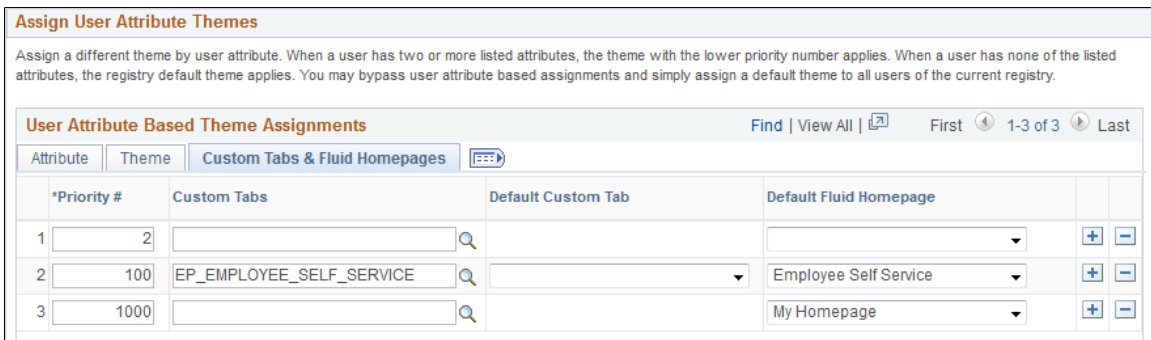 Assign User Attribute Themes
Assign a different theme by user attribute. When a user has two or more listed attributes, the theme with the lower priority number applies. When a user has none of the listed
attributes, the registry default theme applies. You may bypass user attribute based assignments and simply assign a default theme to all users of the current registry.
User Attribute Based Theme Assignments Find | View All | First 1-3 of 3 Last
Attribute Theme Custom Tabs & Fluid Homepages
*Priority # Custom Tabs Default Custom Tab Default Fluid Homepage
1 2
2 100 EP_EMPLOYEE_SELF_SERVICE Employee Self Service
3 1000 My Homepage